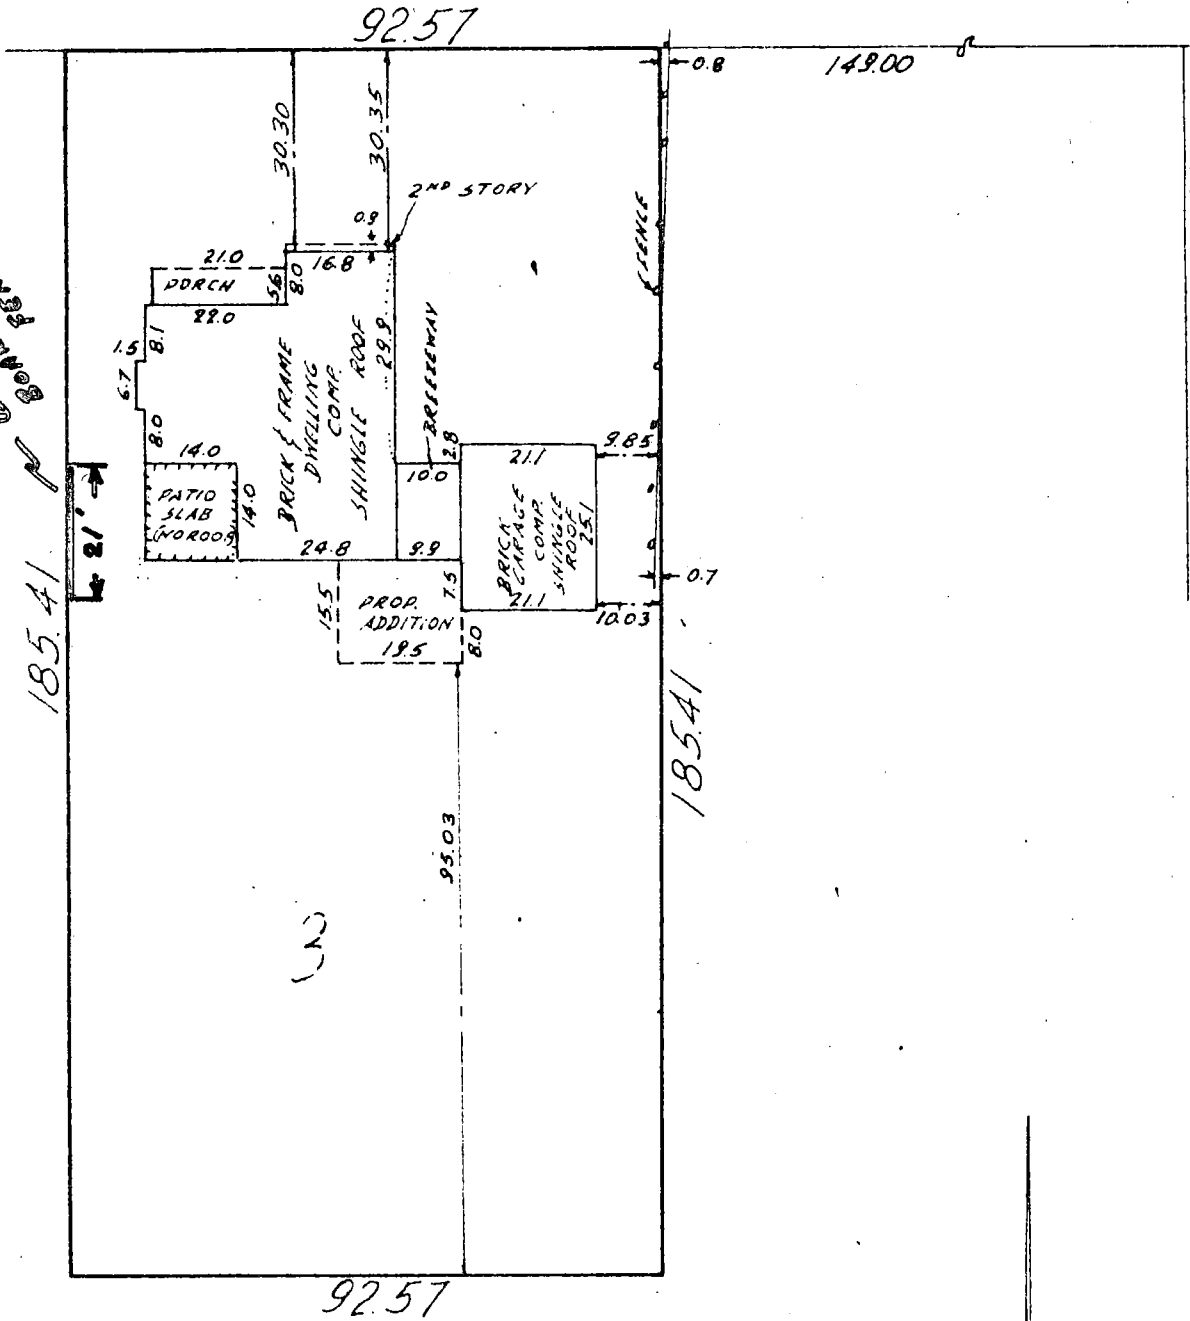 92.57
0.8
149.00
30.30
30.35
2ND STORY
0.9
FENCE
21.0
PORCH
5.6
8.0
16.8
22.0
8.1
1.5
6.7
8.0
BRICK & FRAME
DWELLING
COMP.
SHINGLE ROOF
29.9
BREEZEWAY
2.8
14.0
PATIO
SLAB
(NO ROOF)
14.0
10.0
21.1
9.85
BRICK
GARAGE
COMP.
SHINGLE
ROOF
25.1
21'
24.8
9.9
7.5
21.1
0.7
10.03
15.5
PROP.
ADDITION
19.5
8.0
185.41
185.41
95.03
3
92.57